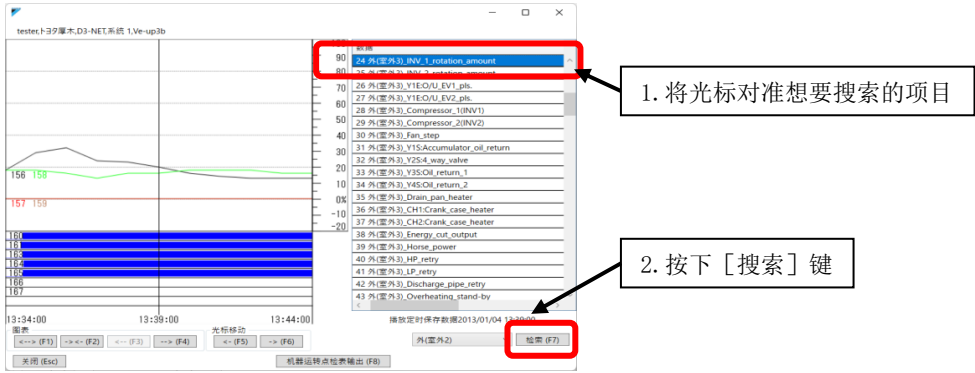 tester,トヨタ厚木,D3-NET,系統 1,Ve-up3b
数据
24 外(室外3)_INV_1_rotation_amount
25 外(室外3)_INV_2_rotation_amount
26 外(室外3)_Y1E:O/U_EV1_pls.
27 外(室外3)_Y1E:O/U_EV2_pls.
28 外(室外3)_Compressor_1(INV1)
29 外(室外3)_Compressor_2(INV2)
30 外(室外3)_Fan_step
31 外(室外3)_Y1S:Accumulator_oil_return
32 外(室外3)_Y2S:4_way_valve
33 外(室外3)_Y3S:Oil_return_1
34 外(室外3)_Y4S:Oil_return_2
35 外(室外3)_Drain_pan_heater
36 外(室外3)_CH1:Crank_case_heater
37 外(室外3)_CH2:Crank_case_heater
38 外(室外3)_Energy_cut_output
39 外(室外3)_Horse_power
40 外(室外3)_HP_retry
41 外(室外3)_LP_retry
42 外(室外3)_Discharge_pipe_retry
43 外(室外3)_Overheating_stand-by
100
90
80
70
60
50
40
30
20
10
0%
-10
-20
156 158
157 159
160
161
163
164
165
166
167
13:34:00 13:39:00 13:44:00
播放定时保存数据2013/01/04 13:39:00
图表
<--> (F1) -><- (F2) <-- (F3) --> (F4)
光标移动
<- (F5) -> (F6)
外(室外2)
检索 (F7)
关闭 (Esc)
机器运转点检表输出 (F8)
1.将光标对准想要搜索的项目
2.按下［搜索］键